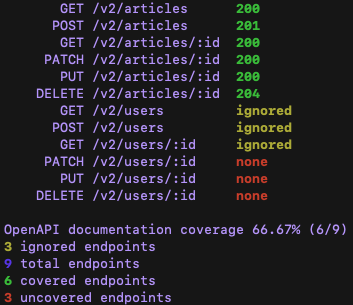 GET /v2/articles 200
POST /v2/articles 201
GET /v2/articles/:id 200
PATCH /v2/articles/:id 200
PUT /v2/articles/:id 200
DELETE /v2/articles/:id 204
GET /v2/users ignored
POST /v2/users ignored
GET /v2/users/:id ignored
PATCH /v2/users/:id none
PUT /v2/users/:id none
DELETE /v2/users/:id none
OpenAPI documentation coverage 66.67% (6/9)
3 ignored endpoints
9 total endpoints
6 covered endpoints
3 uncovered endpoints